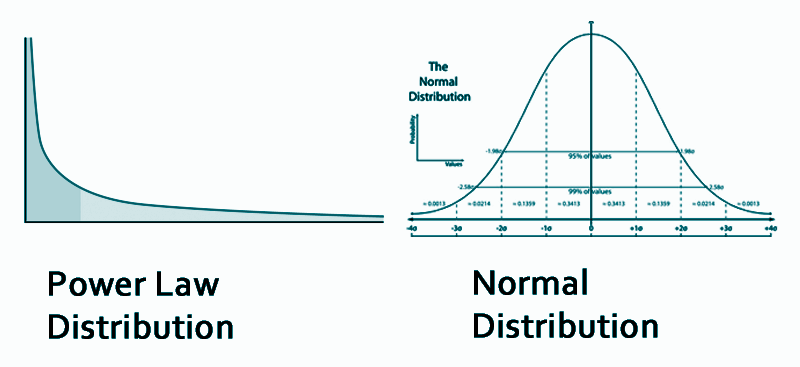 The
Normal
Distribution
Probability
Values
-1.98σ
1.98σ
95% of values
-2.58σ
2.58σ
99% of values
≈ 0.0013
≈ 0.0214
≈ 0.1359
≈ 0.3413
≈ 0.3413
≈ 0.1359
≈ 0.0214
≈ 0.0013
-4σ
-3σ
-2σ
-1σ
0
+1σ
+2σ
+3σ
+4σ
Power Law
Distribution
Normal
Distribution